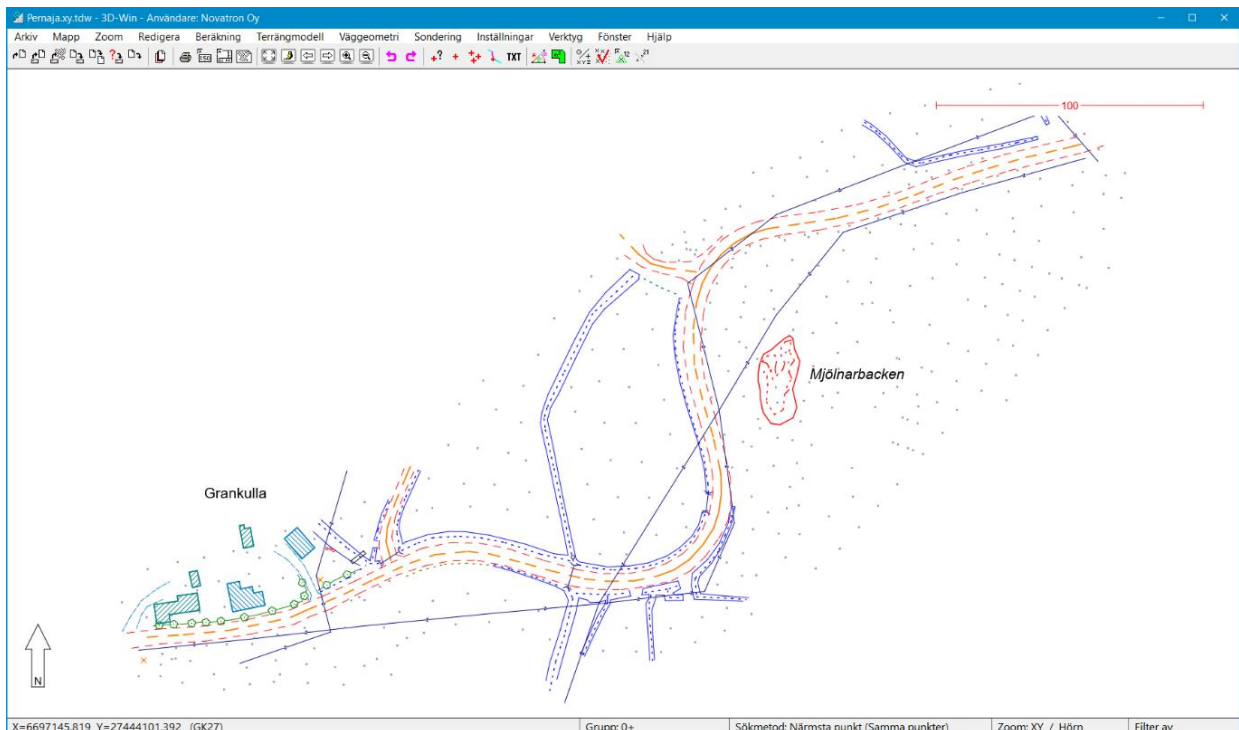 Pernaja.xy.tdw - 3D-Win - Användare: Novatron Oy
Arkiv Mapp Zoom Redigera Beräkning Terrängmodell Väggeometri Sondering Inställningar Verktyg Fönster Hjälp
TXT
100
Mjölnarbacken
Grankulla
N
X=6697145.819 Y=27444101.392 (GK27) Grupp: 0+ Sökmetod: Närmsta punkt (Samma punkter) Zoom: XY / Hörn Filter av